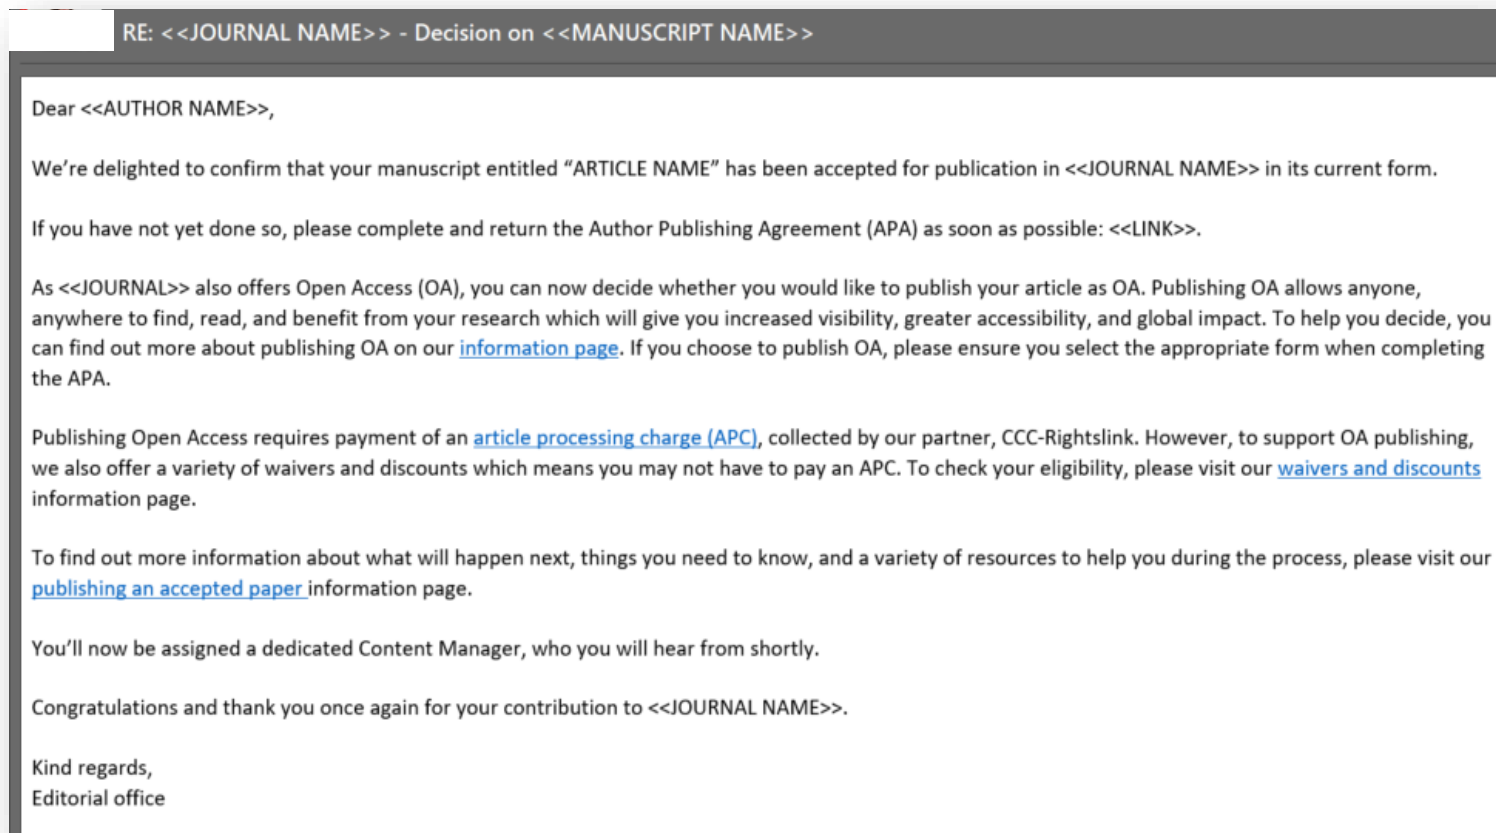 RE: <<JOURNAL NAME>> - Decision on <<MANUSCRIPT NAME>>
Dear <<AUTHOR NAME>>,
We’re delighted to confirm that your manuscript entitled “ARTICLE NAME” has been accepted for publication in <<JOURNAL NAME>> in its current form.
If you have not yet done so, please complete and return the Author Publishing Agreement (APA) as soon as possible: <<LINK>>.
As <<JOURNAL>> also offers Open Access (OA), you can now decide whether you would like to publish your article as OA. Publishing OA allows anyone,
anywhere to find, read, and benefit from your research which will give you increased visibility, greater accessibility, and global impact. To help you decide, you
can find out more about publishing OA on our information page. If you choose to publish OA, please ensure you select the appropriate form when completing
the APA.
Publishing Open Access requires payment of an article processing charge (APC), collected by our partner, CCC-Rightslink. However, to support OA publishing,
we also offer a variety of waivers and discounts which means you may not have to pay an APC. To check your eligibility, please visit our waivers and discounts
information page.
To find out more information about what will happen next, things you need to know, and a variety of resources to help you during the process, please visit our
publishing an accepted paper information page.
You’ll now be assigned a dedicated Content Manager, who you will hear from shortly.
Congratulations and thank you once again for your contribution to <<JOURNAL NAME>>.
Kind regards,
Editorial office